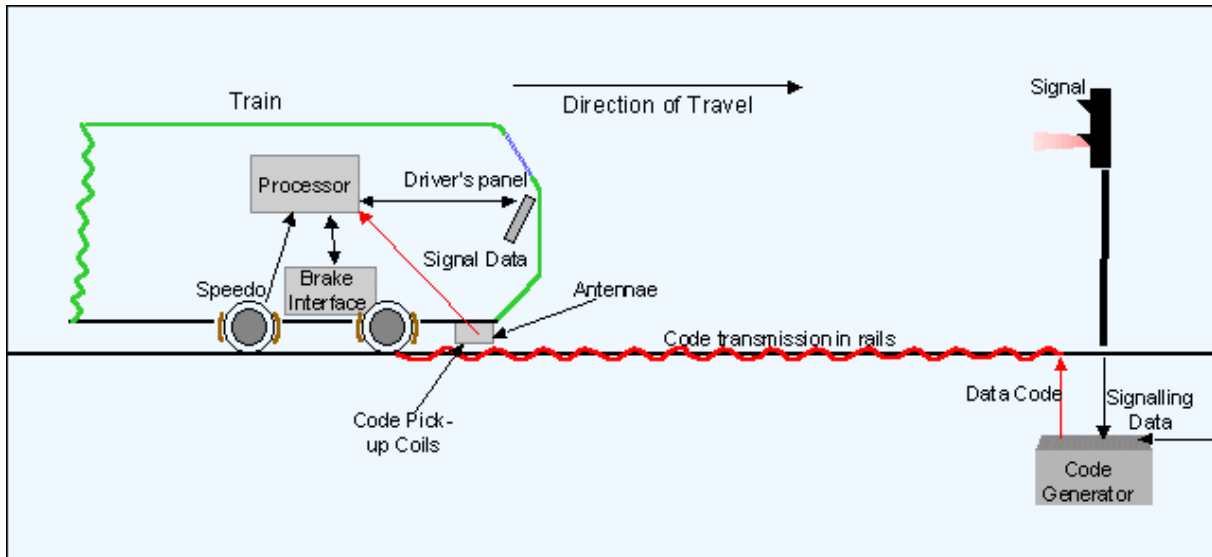 Train
Direction of Travel
Signal
Processor
Driver's panel
Signal Data
Speedo
Brake
Interface
Antennae
Code transmission in rails
Code Pick-
up Coils
Data Code
Signalling
Data
Code
Generator